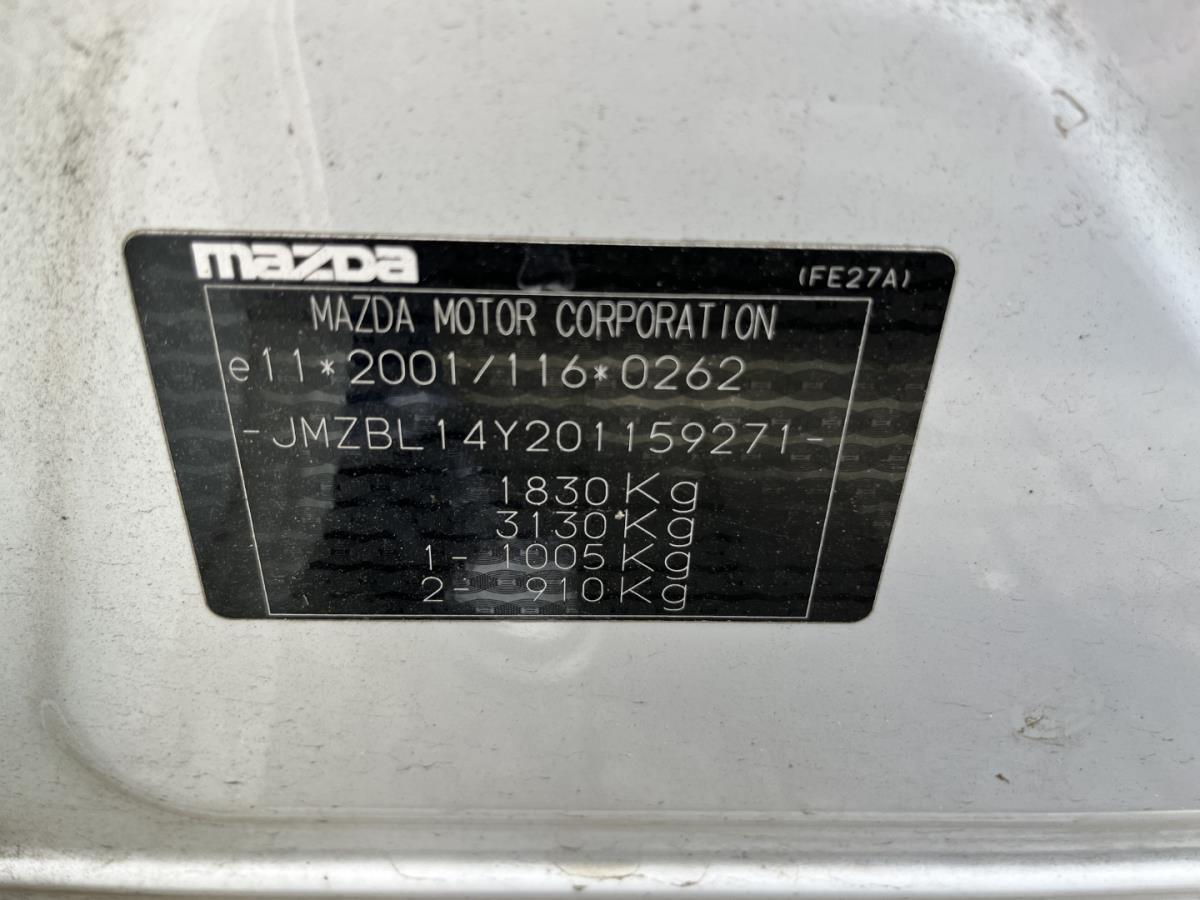 mazda
(FE27A)
MAZDA MOTOR CORPORATION
e11*2001/116*0262
-JMZBL14Y201159271-
1830Kg
3130Kg
1- 1005Kg
2- 910Kg